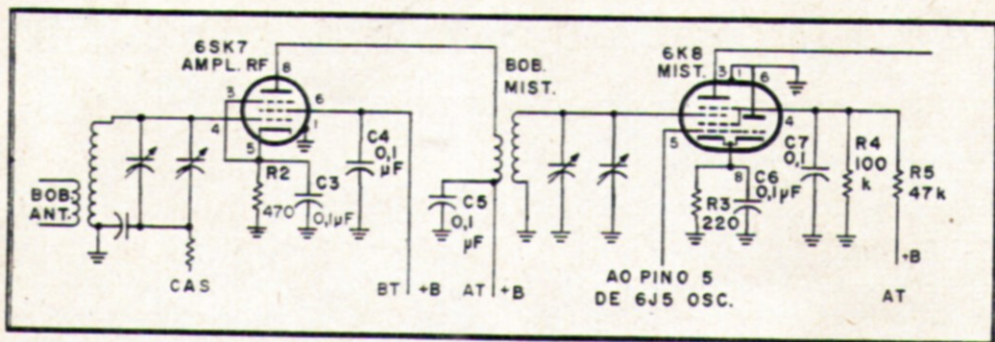 6SK7
AMPL. RF
8
3
4
6
1
5
R2
470
C3
0,1µF
C4
0,1
µF
BOB.
ANT.
CAS
BT +B
C5
0,1
µF
AT +B
BOB.
MIST.
6K8
MIST.
3
1
6
5
4
8
R3
220
C6
0,1µF
C7
0,1
R4
100
k
R5
47k
AO PINO 5
DE 6J5 OSC.
+B
AT